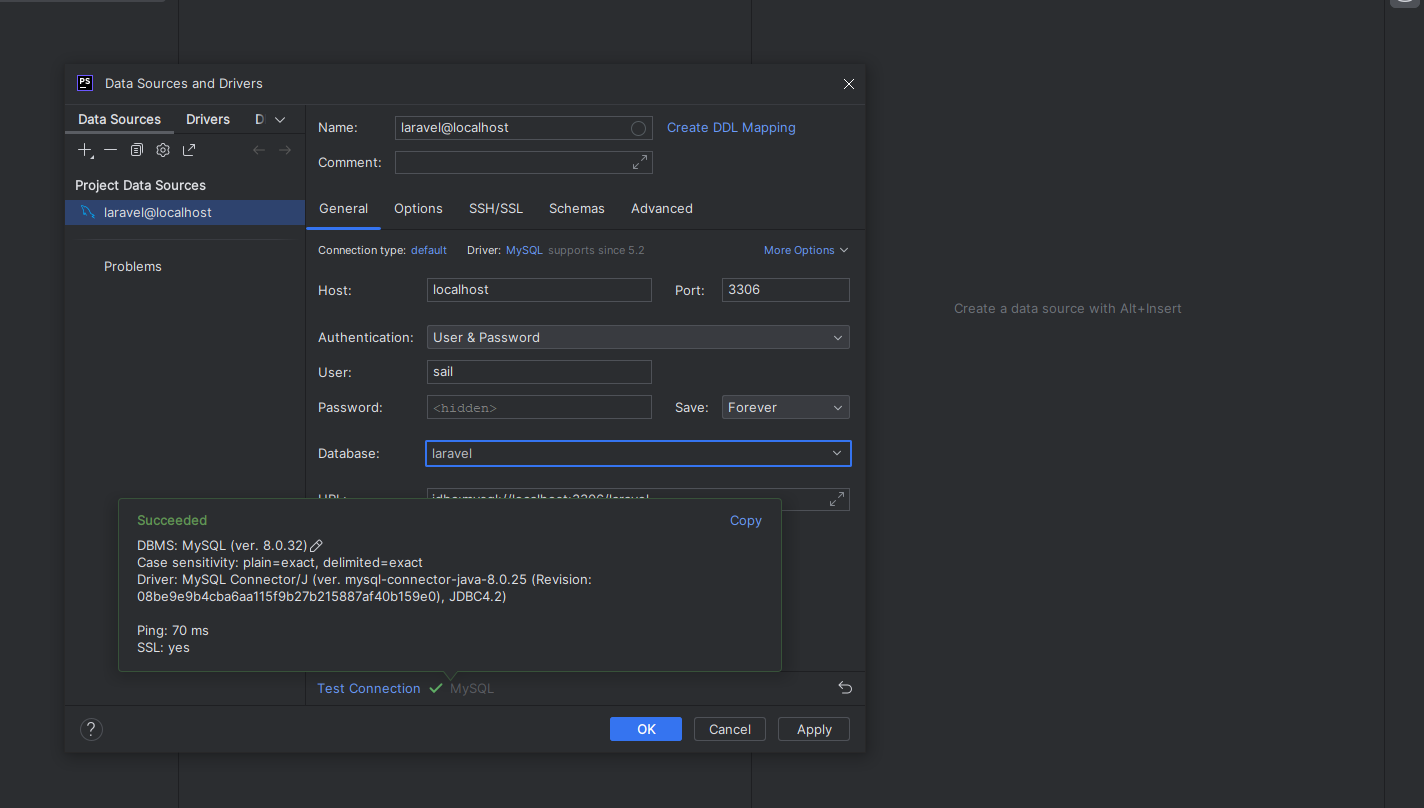 PS Data Sources and Drivers
Data Sources Drivers D
Name: laravel@localhost Create DDL Mapping
Comment:
Project Data Sources
laravel@localhost
Problems
General Options SSH/SSL Schemas Advanced
Connection type: default Driver: MySQL supports since 5.2 More Options
Host: localhost Port: 3306
Authentication: User & Password
User: sail
Password: <hidden> Save: Forever
Database: laravel
URL: jdbc:mysql://localhost:3306/laravel
Succeeded Copy
DBMS: MySQL (ver. 8.0.32)
Case sensitivity: plain=exact, delimited=exact
Driver: MySQL Connector/J (ver. mysql-connector-java-8.0.25 (Revision:
08be9e9b4cba6aa115f9b27b215887af40b159e0), JDBC4.2)
Ping: 70 ms
SSL: yes
Test Connection MySQL
? OK Cancel Apply
Create a data source with Alt+Insert